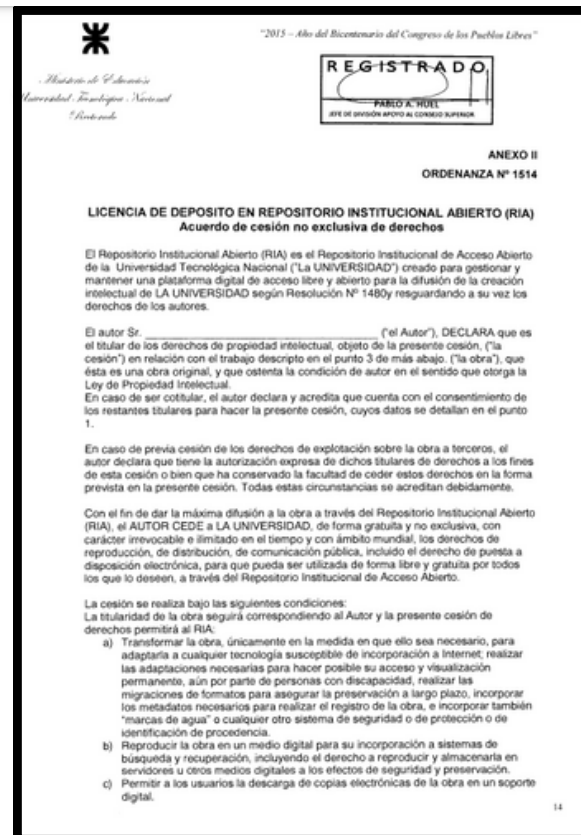 "2015 – Año del Bicentenario del Congreso de los Pueblos Libres"
Ministerio de Educación
Universidad Tecnológica Nacional
Rectorado
REGISTRADO
PABLO A. HUEL
JEFE DE DIVISIÓN APOYO AL CONSEJO SUPERIOR
ANEXO II
ORDENANZA Nº 1514
LICENCIA DE DEPOSITO EN REPOSITORIO INSTITUCIONAL ABIERTO (RIA)
Acuerdo de cesión no exclusiva de derechos
El Repositorio Institucional Abierto (RIA) es el Repositorio Institucional de Acceso Abierto
de la Universidad Tecnológica Nacional ("La UNIVERSIDAD") creado para gestionar y
mantener una plataforma digital de acceso libre y abierto para la difusión de la creación
intelectual de LA UNIVERSIDAD según Resolución Nº 1480y resguardando a su vez los
derechos de los autores.
El autor Sr. ______________________________ ("el Autor"), DECLARA que es
el titular de los derechos de propiedad intelectual, objeto de la presente cesión, ("la
cesión") en relación con el trabajo descripto en el punto 3 de más abajo. ("la obra"), que
ésta es una obra original, y que ostenta la condición de autor en el sentido que otorga la
Ley de Propiedad Intelectual.
En caso de ser cotitular, el autor declara y acredita que cuenta con el consentimiento de
los restantes titulares para hacer la presente cesión, cuyos datos se detallan en el punto
1.
En caso de previa cesión de los derechos de explotación sobre la obra a terceros, el
autor declara que tiene la autorización expresa de dichos titulares de derechos a los fines
de esta cesión o bien que ha conservado la facultad de ceder estos derechos en la forma
prevista en la presente cesión. Todas estas circunstancias se acreditan debidamente.
Con el fin de dar la máxima difusión a la obra a través del Repositorio Institucional Abierto
(RIA), el AUTOR CEDE a LA UNIVERSIDAD, de forma gratuita y no exclusiva, con
carácter irrevocable e ilimitado en el tiempo y con ámbito mundial, los derechos de
reproducción, de distribución, de comunicación pública, incluido el derecho de puesta a
disposición electrónica, para que pueda ser utilizada de forma libre y gratuita por todos
los que lo deseen, a través del Repositorio Institucional de Acceso Abierto.
La cesión se realiza bajo las siguientes condiciones:
La titularidad de la obra seguirá correspondiendo al Autor y la presente cesión de
derechos permitirá al RIA:
a) Transformar la obra, únicamente en la medida en que ello sea necesario, para
adaptarla a cualquier tecnología susceptible de incorporación a Internet; realizar
las adaptaciones necesarias para hacer posible su acceso y visualización
permanente, aún por parte de personas con discapacidad, realizar las
migraciones de formatos para asegurar la preservación a largo plazo, incorporar
los metadatos necesarios para realizar el registro de la obra, e incorporar también
"marcas de agua" o cualquier otro sistema de seguridad o de protección o de
identificación de procedencia.
b) Reproducir la obra en un medio digital para su incorporación a sistemas de
búsqueda y recuperación, incluyendo el derecho a reproducir y almacenarla en
servidores u otros medios digitales a los efectos de seguridad y preservación.
c) Permitir a los usuarios la descarga de copias electrónicas de la obra en un soporte
digital.
14